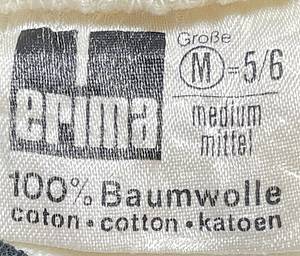 erima
Größe
M=5/6
medium
mittel
100% Baumwolle
coton • cotton • katoen